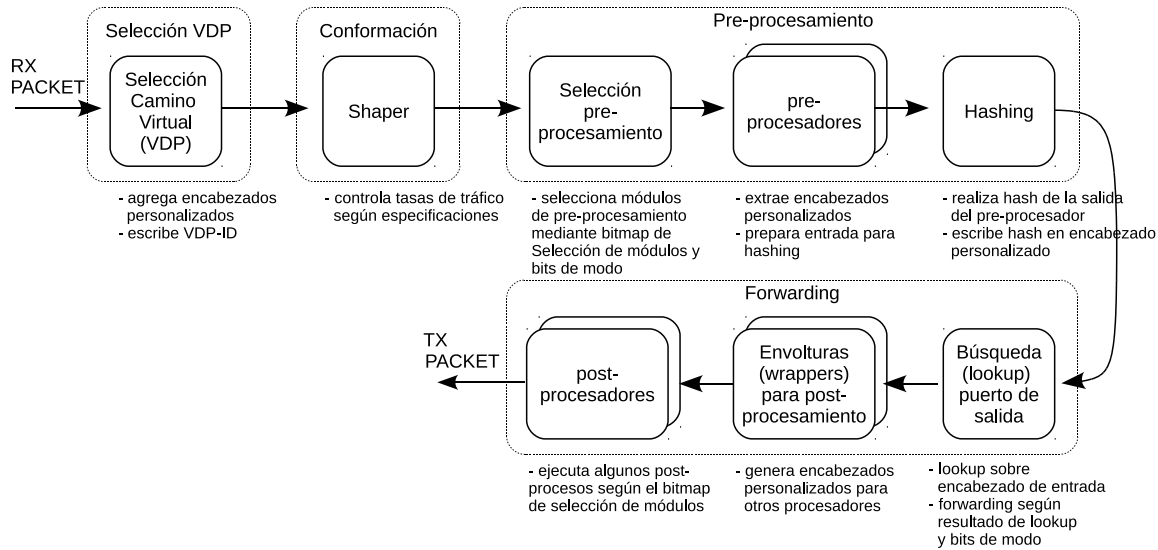 Selección VDP
Conformación
Pre-procesamiento
RX
PACKET
Selección
Camino
Virtual
(VDP)
Shaper
Selección
pre-
procesamiento
pre-
procesadores
Hashing
- agrega encabezados
personalizados
- escribe VDP-ID
- controla tasas de tráfico
según especificaciones
- selecciona módulos
de pre-procesamiento
mediante bitmap de
Selección de módulos y
bits de modo
- extrae encabezados
personalizados
- prepara entrada para
hashing
- realiza hash de la salida
del pre-procesador
- escribe hash en encabezado
personalizado
Forwarding
TX
PACKET
post-
procesadores
Envolturas
(wrappers)
para post-
procesamiento
Búsqueda
(lookup)
puerto de
salida
- ejecuta algunos post-
procesos según el bitmap
de selección de módulos
- genera encabezados
personalizados para
otros procesadores
- lookup sobre
encabezado de entrada
- forwarding según
resultado de lookup
y bits de modo